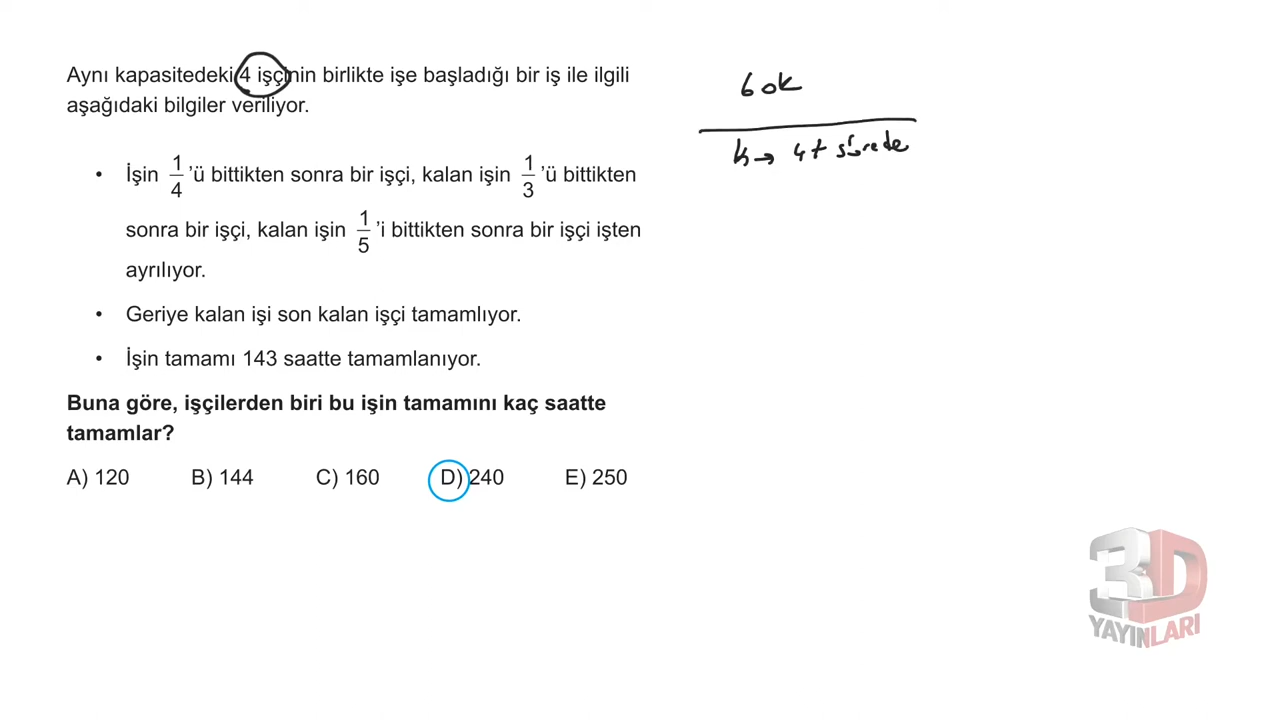 Aynı kapasitedeki 4 işçinin birlikte işe başladığı bir iş ile ilgili
aşağıdaki bilgiler veriliyor.
• İşin 1/4 'ü bittikten sonra bir işçi, kalan işin 1/3 'ü bittikten
sonra bir işçi, kalan işin 1/5 'i bittikten sonra bir işçi işten
ayrılıyor.
• Geriye kalan işi son kalan işçi tamamlıyor.
• İşin tamamı 143 saatte tamamlanıyor.
Buna göre, işçilerden biri bu işin tamamını kaç saatte
tamamlar?
A) 120 B) 144 C) 160 D) 240 E) 250
60k
k → 4t sürede
3D
YAYINLARI